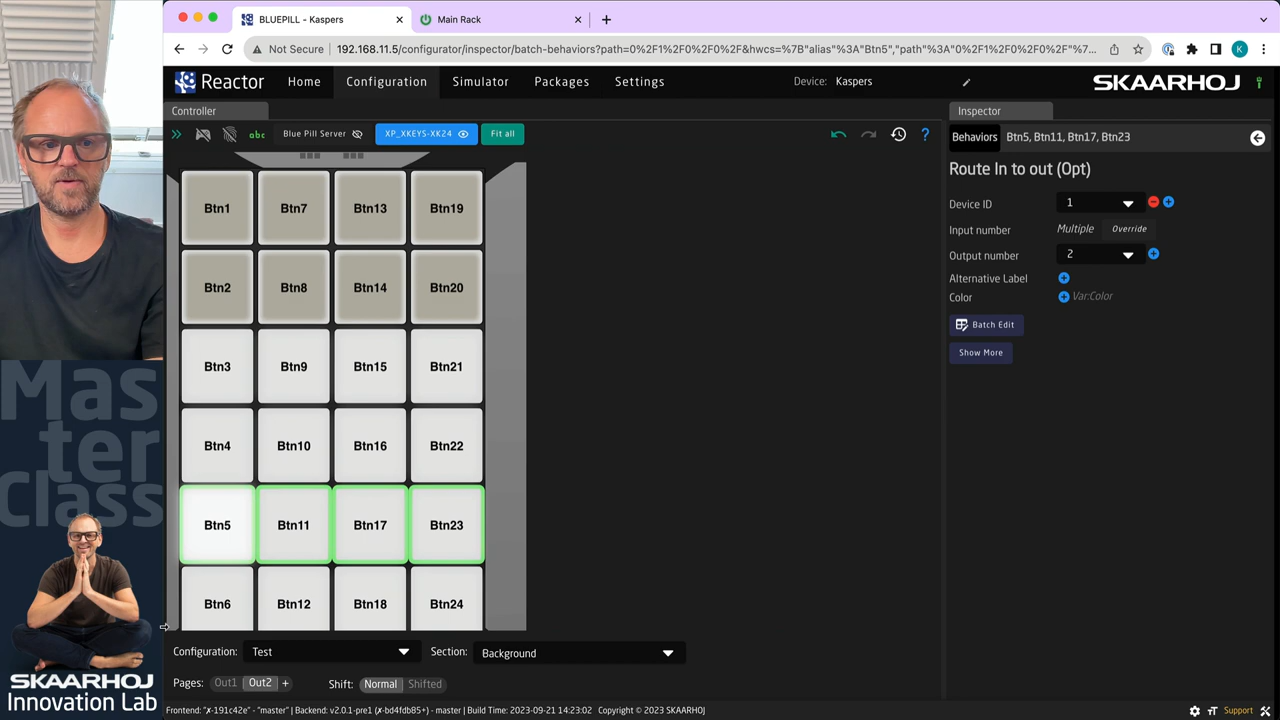 BLUEPILL - Kaspers
Main Rack
Not Secure 192.168.11.5/configurator/inspector/batch-behaviors?path=0%2F1%2F0%2F0%2F&hwcs=%7B"alias"%3A"Btn5","path"%3A"0%2F1%2F0%2F0%2F"%7...
K
Reactor Home Configuration Simulator Packages Settings Device: Kaspers SKAARHOJ
Controller
abc Blue Pill Server XP_XKEYS-XK24 Fit all
?
Btn1 Btn7 Btn13 Btn19
Btn2 Btn8 Btn14 Btn20
Btn3 Btn9 Btn15 Btn21
Btn4 Btn10 Btn16 Btn22
Btn5 Btn11 Btn17 Btn23
Btn6 Btn12 Btn18 Btn24
Inspector
Behaviors Btn5, Btn11, Btn17, Btn23
Route In to out (Opt)
Device ID 1
Input number Multiple Override
Output number 2
Alternative Label
Color Var:Color
Batch Edit
Show More
Configuration: Test Section: Background
Pages: Out1 Out2 + Shift: Normal Shifted
Frontend: "✗-191c42e" - "master" | Backend: v2.0.1-pre1 (✗-bd4fdb85+) - master | Build Time: 2023-09-21 14:23:02 Copyright © 2023 SKAARHOJ
Support
Mas
ter
Class
SKAARHOJ
Innovation Lab